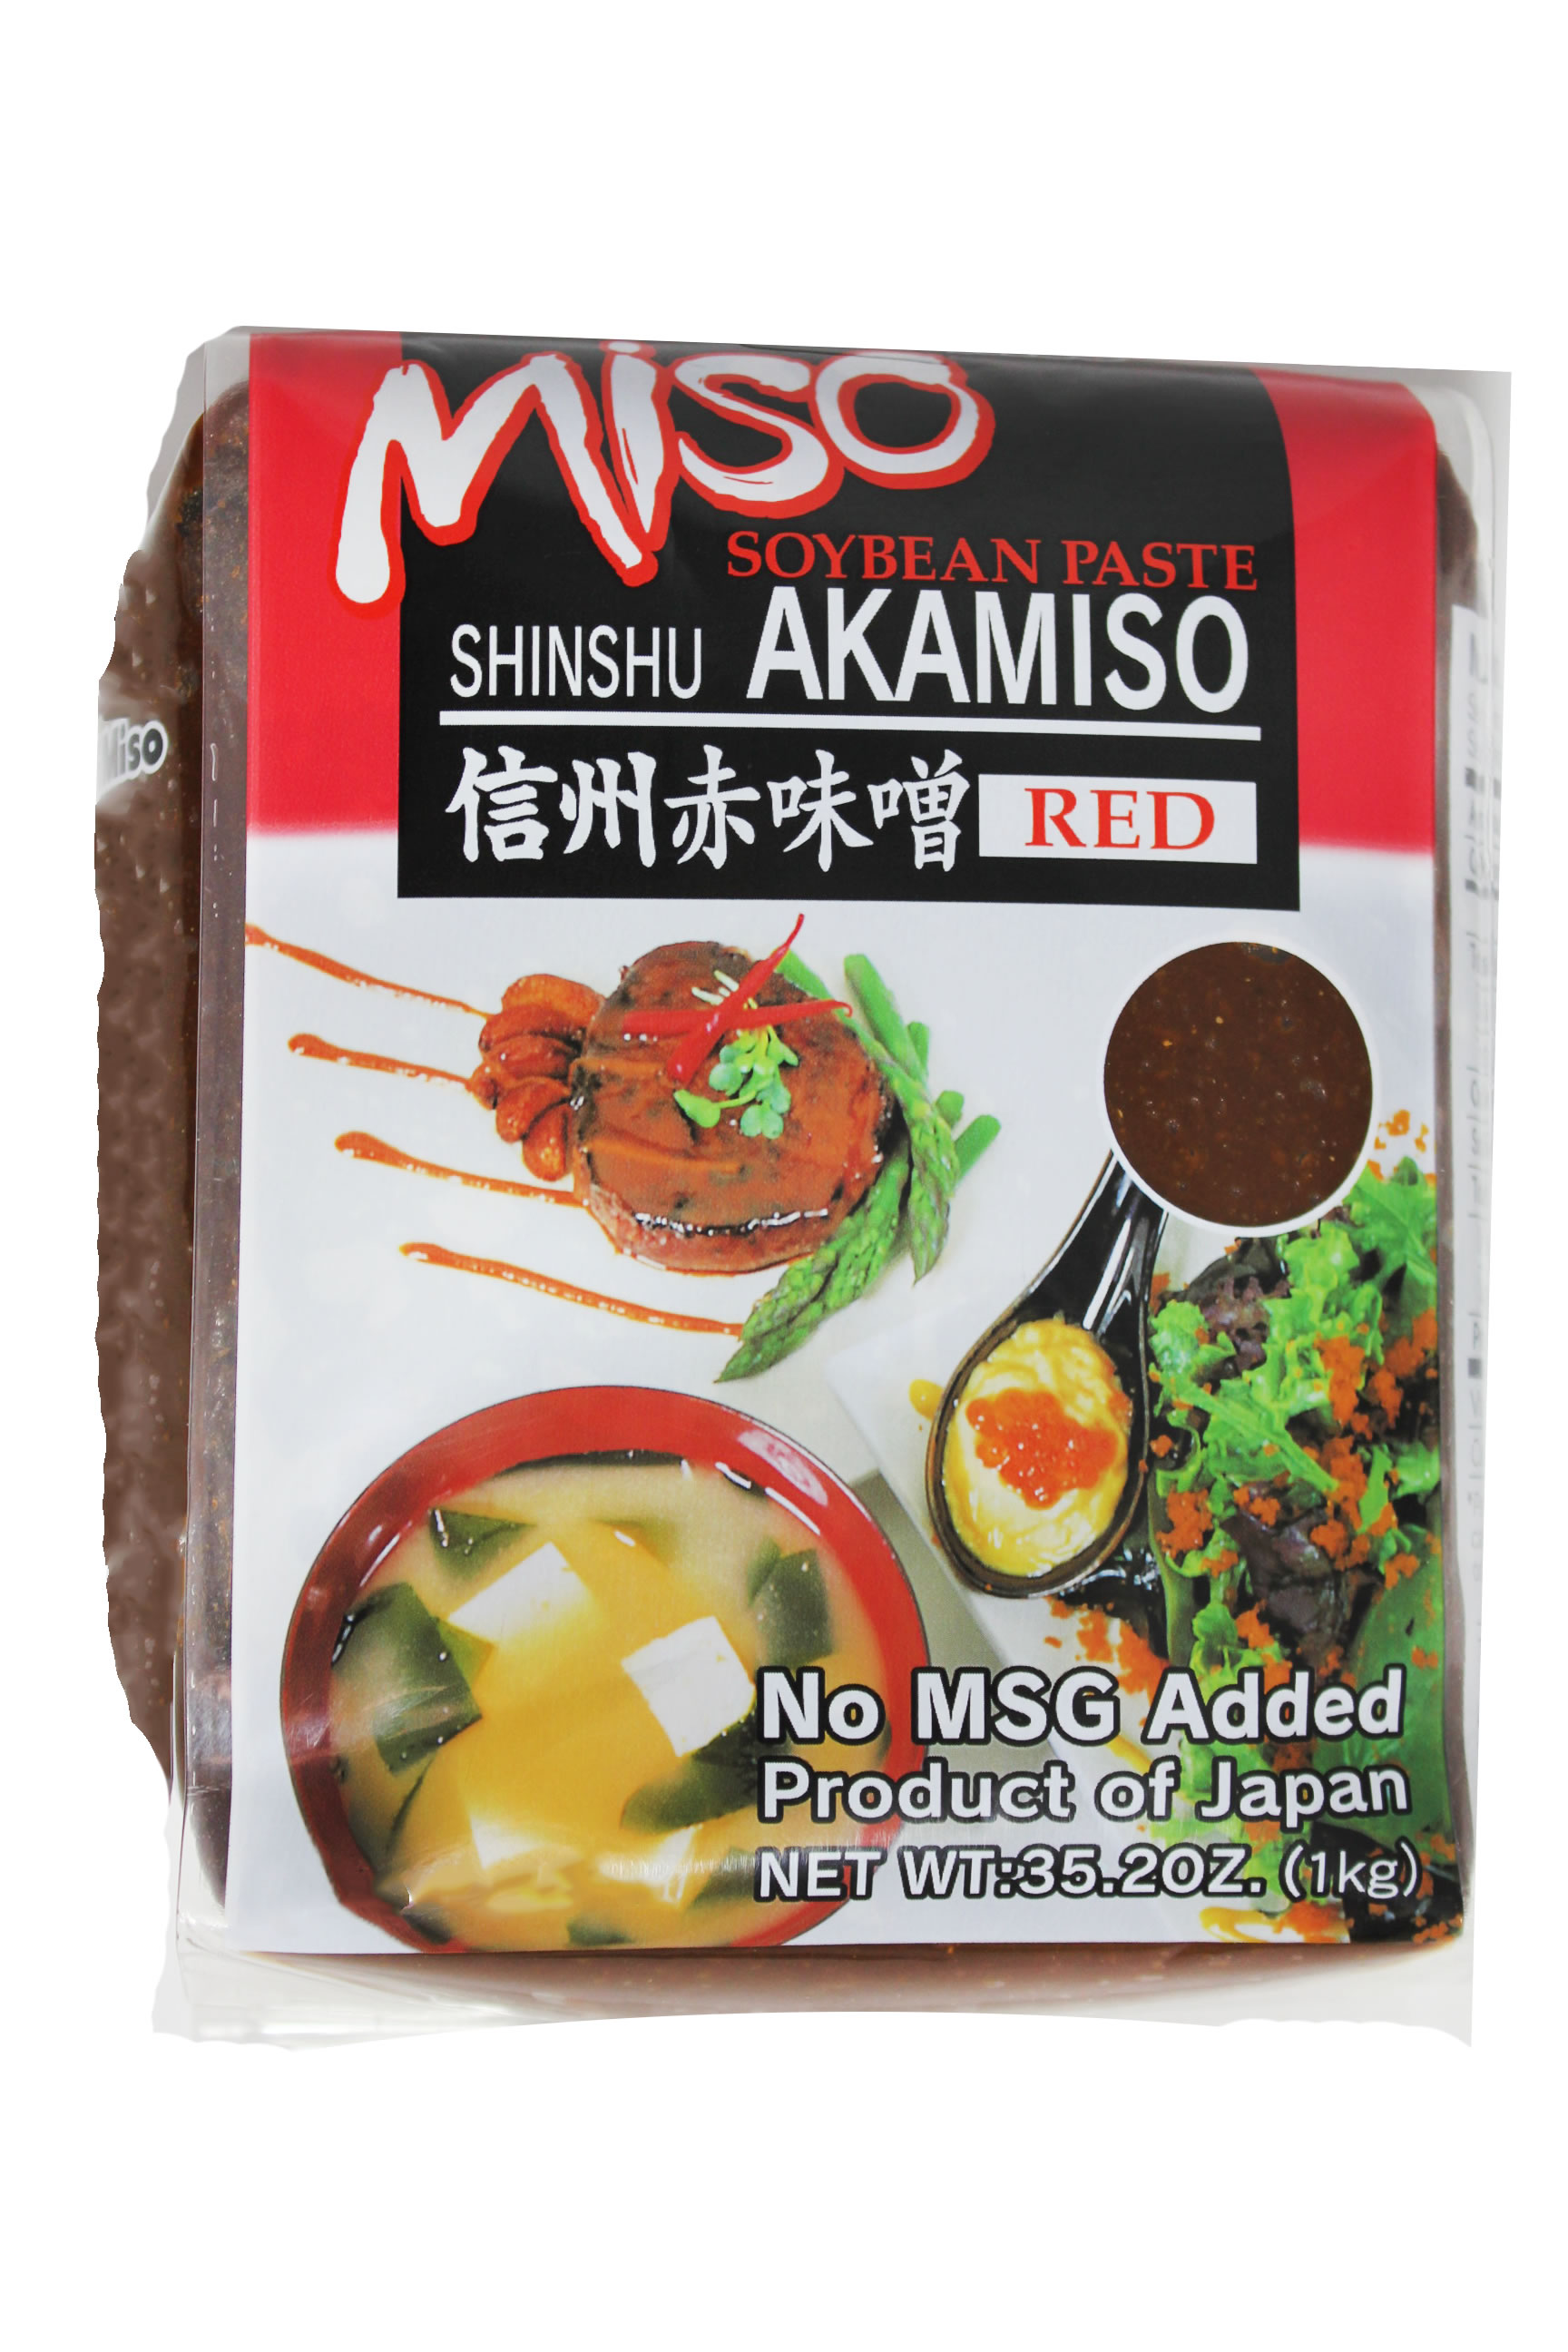 Miso
SOYBEAN PASTE
SHINSHU AKAMISO
信州赤味噌 RED
Miso
No MSG Added
Product of Japan
NET WT:35.2OZ. (1kg)